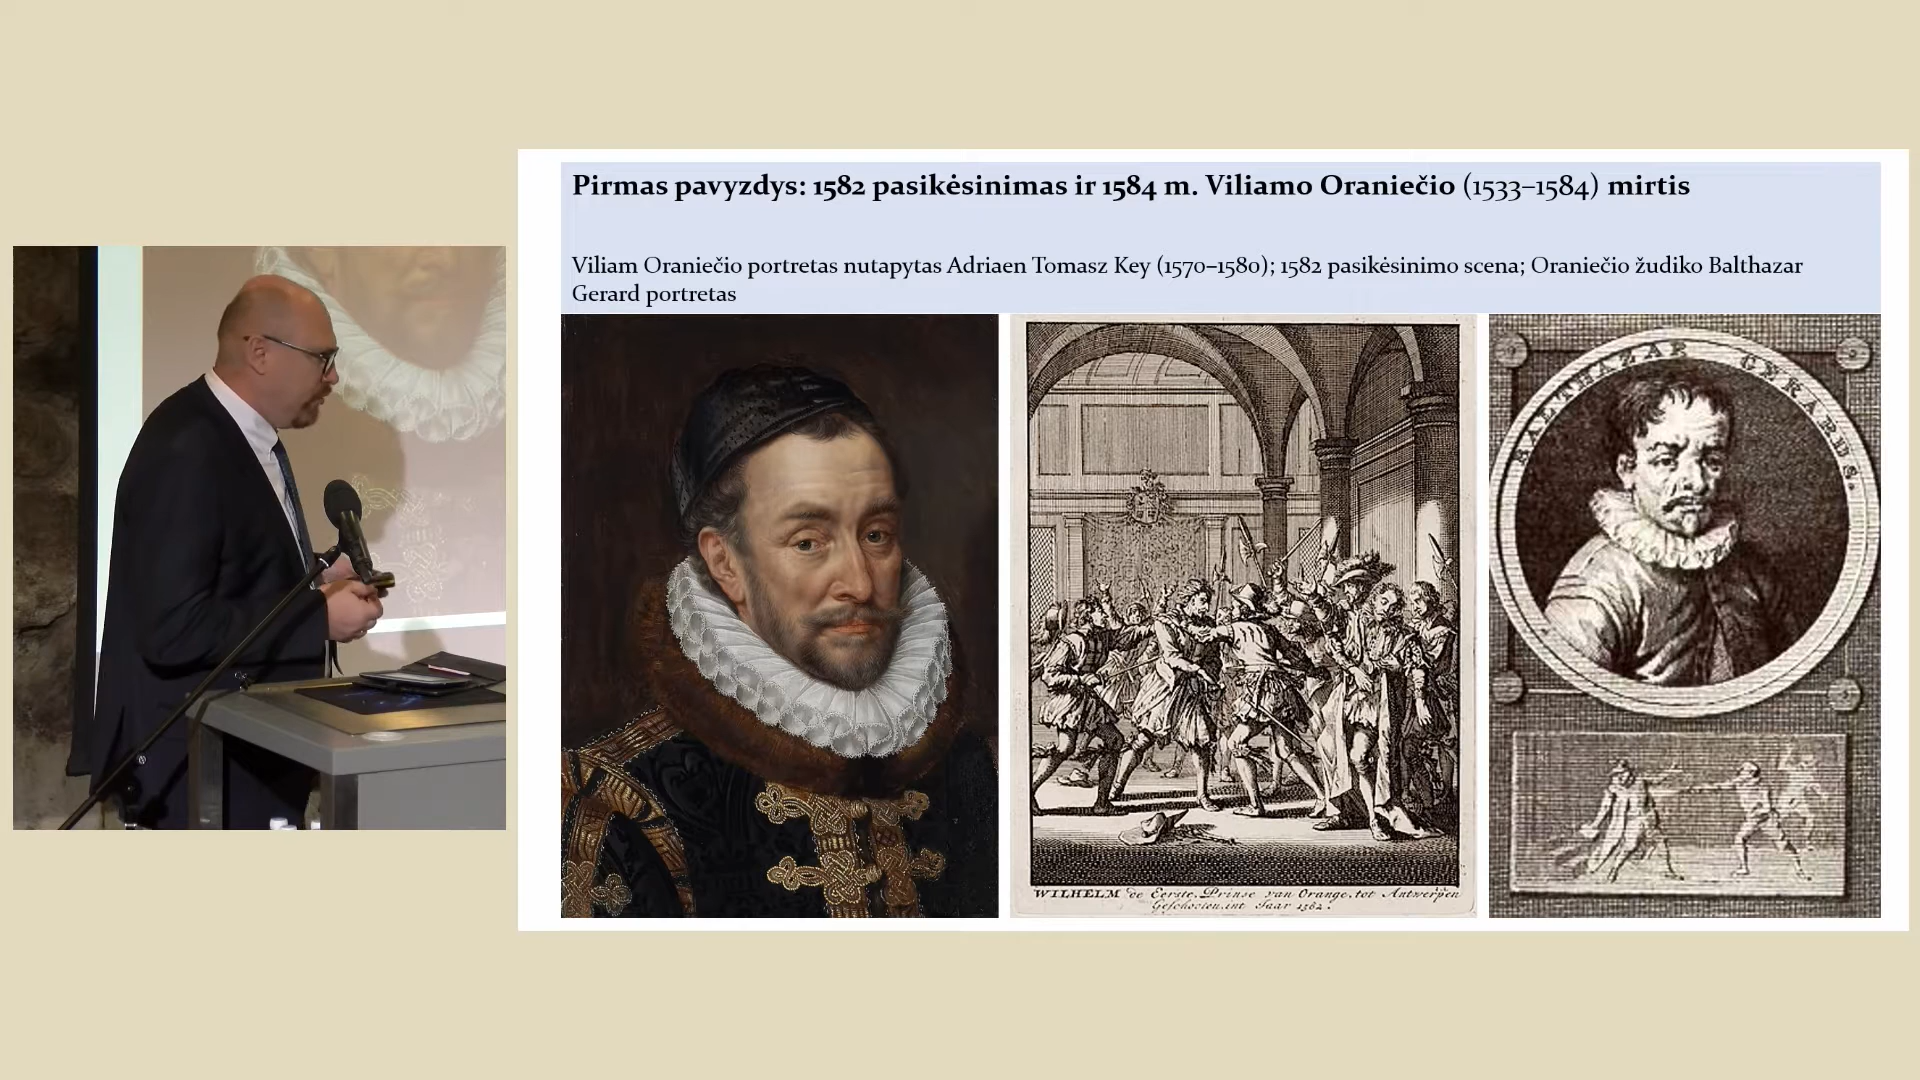 Pirmas pavyzdys: 1582 pasikėsinimas ir 1584 m. Viliamo Oraniečio (1533–1584) mirtis
Viliam Oraniečio portretas nutapytas Adriaen Tomasz Key (1570–1580); 1582 pasikėsinimo scena; Oraniečio žudiko Balthazar
Gerard portretas
WILHELM de Eerste, Prinse van Orange, tot Antwerpen
Geschooten, int Jaar 1582.
BALTHAZAR GERARDUS.